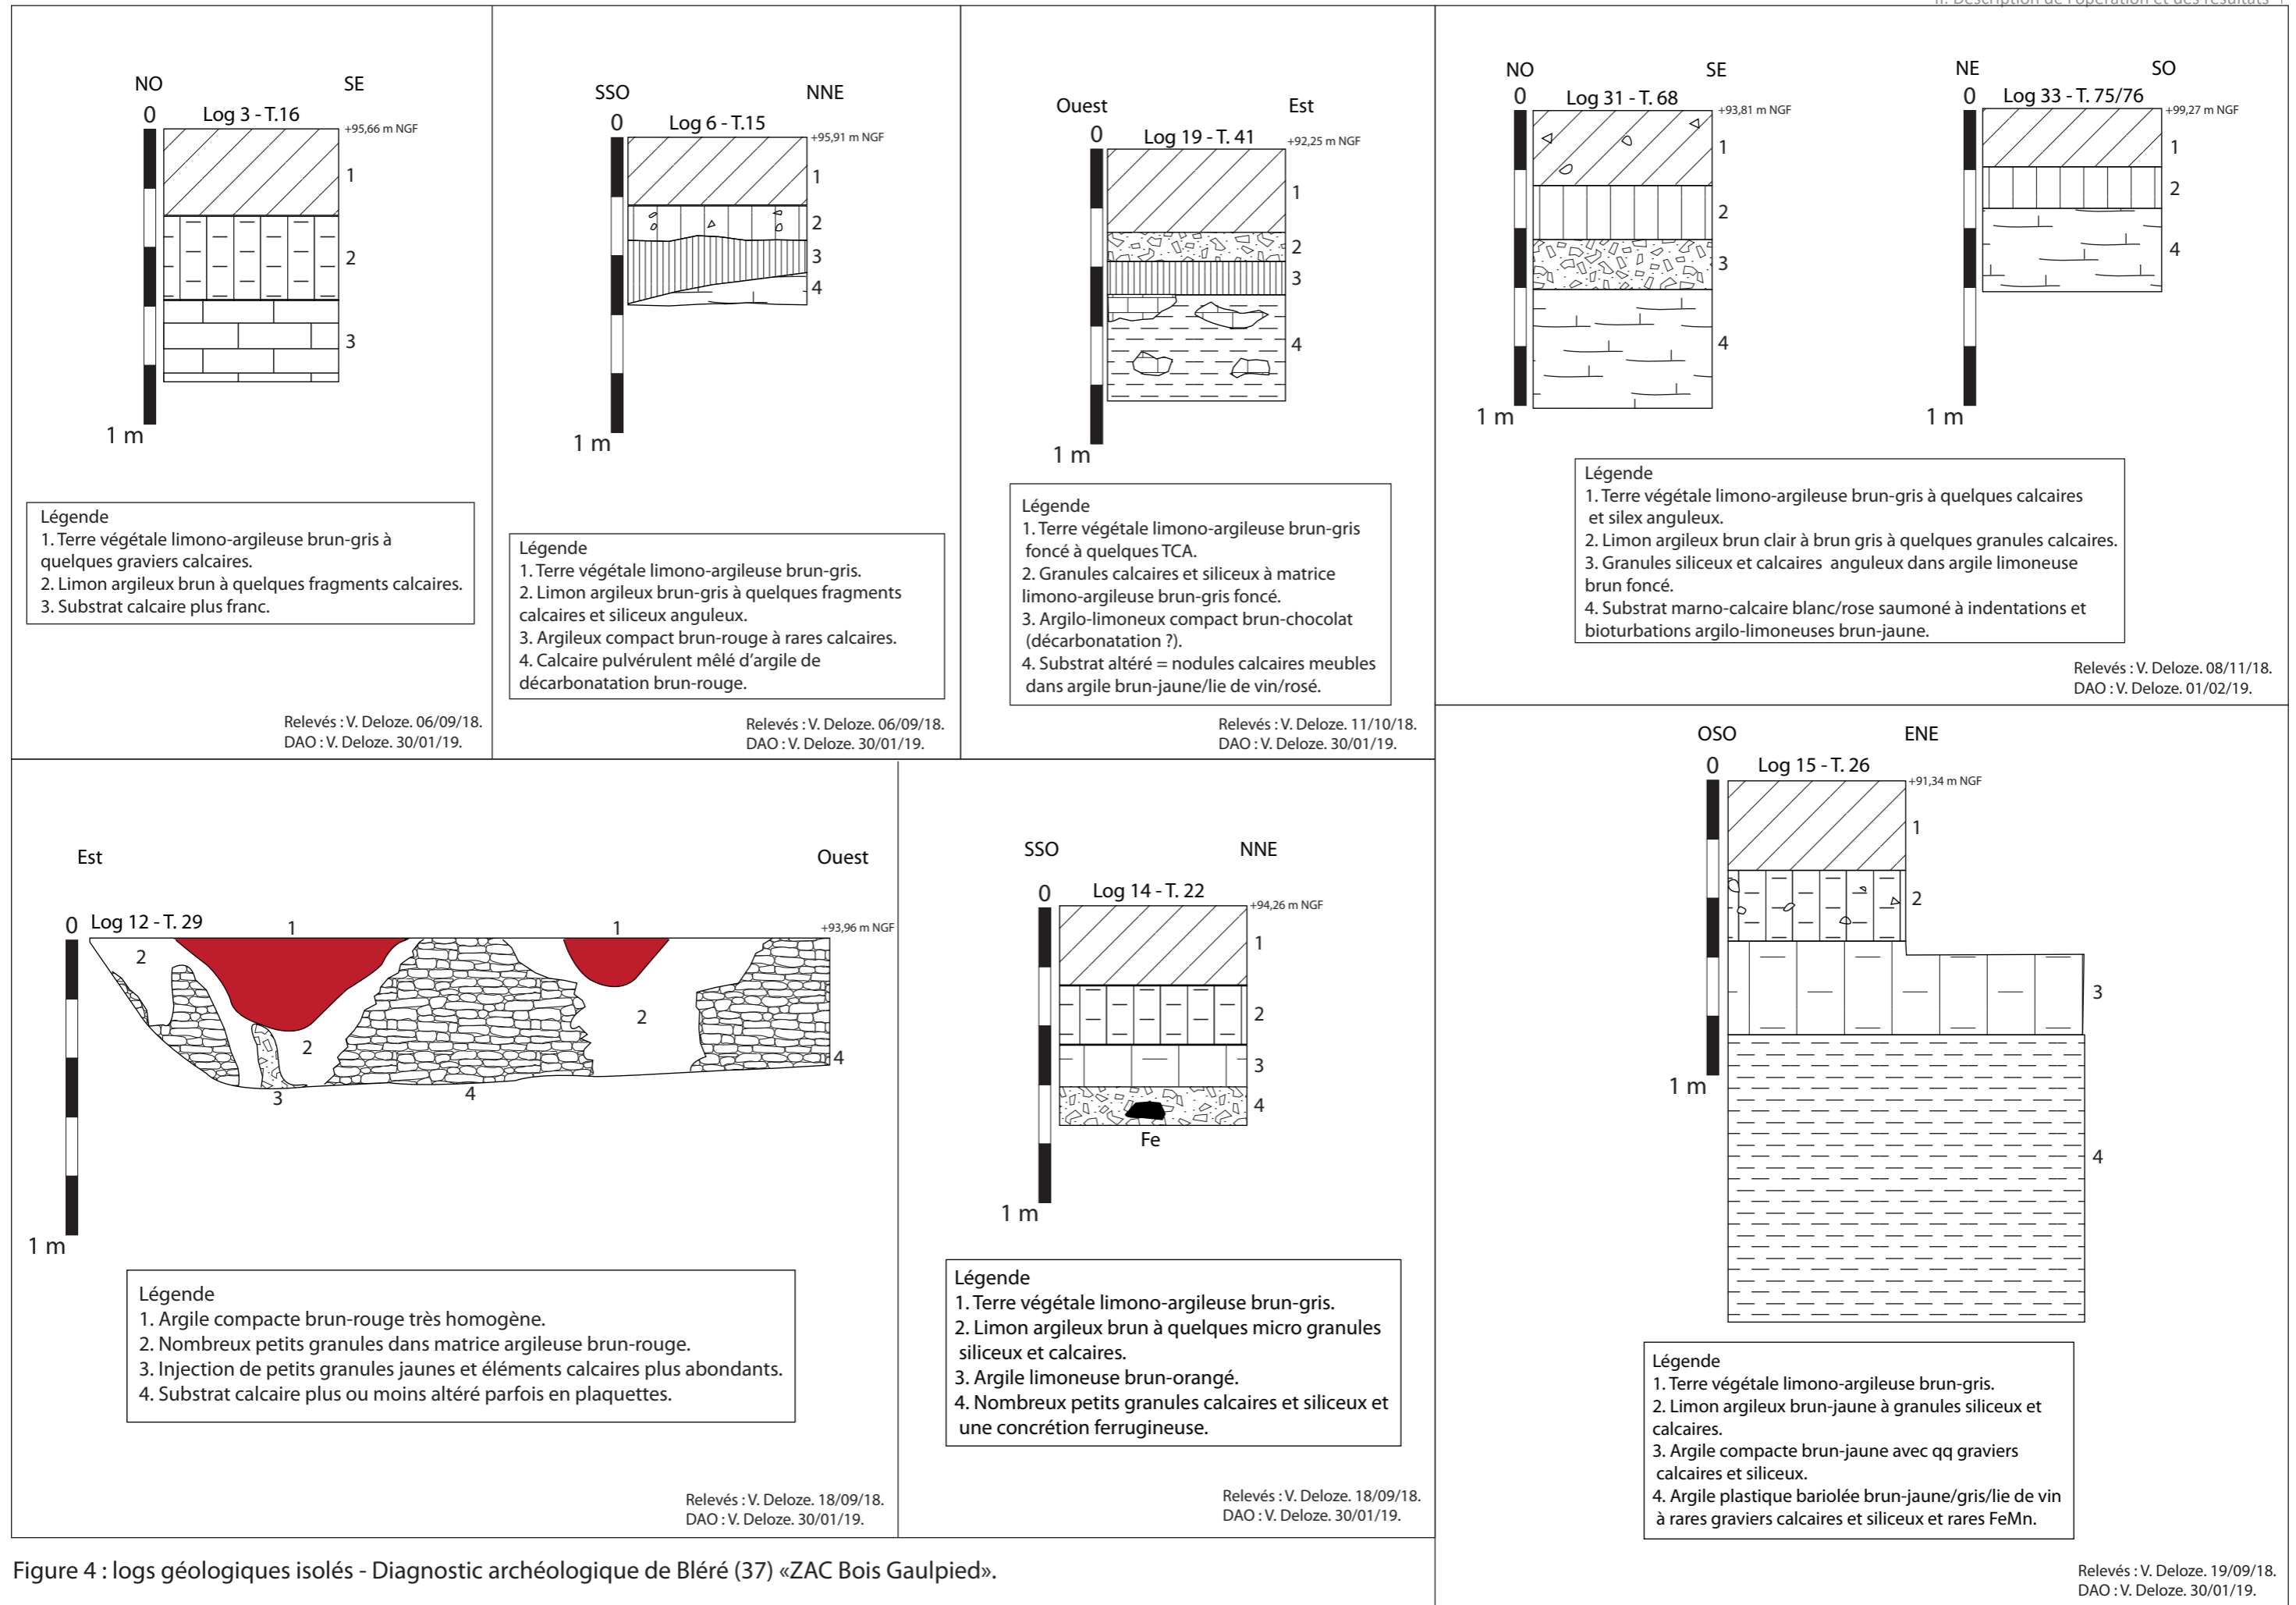 II. Description de l'opération et des résultats
NO
SE
0
Log 3 - T.16
+95,66 m NGF
1
2
3
1 m
Légende
1. Terre végétale limono-argileuse brun-gris à
quelques graviers calcaires.
2. Limon argileux brun à quelques fragments calcaires.
3. Substrat calcaire plus franc.
Relevés : V. Deloze. 06/09/18.
DAO : V. Deloze. 30/01/19.
SSO
NNE
0
Log 6 - T.15
+95,91 m NGF
1
2
3
4
1 m
Légende
1. Terre végétale limono-argileuse brun-gris.
2. Limon argileux brun-gris à quelques fragments
calcaires et siliceux anguleux.
3. Argileux compact brun-rouge à rares calcaires.
4. Calcaire pulvérulent mêlé d'argile de
décarbonatation brun-rouge.
Relevés : V. Deloze. 06/09/18.
DAO : V. Deloze. 30/01/19.
Ouest
Est
0
Log 19 - T. 41
+92,25 m NGF
1
2
3
4
1 m
Légende
1. Terre végétale limono-argileuse brun-gris
foncé à quelques TCA.
2. Granules calcaires et siliceux à matrice
limono-argileuse brun-gris foncé.
3. Argilo-limoneux compact brun-chocolat
(décarbonatation ?).
4. Substrat altéré = nodules calcaires meubles
dans argile brun-jaune/lie de vin/rosé.
Relevés : V. Deloze. 11/10/18.
DAO : V. Deloze. 30/01/19.
NO
SE
0
Log 31 - T. 68
+93,81 m NGF
1
2
3
4
1 m
NE
SO
0
Log 33 - T. 75/76
+99,27 m NGF
1
2
4
1 m
Légende
1. Terre végétale limono-argileuse brun-gris à quelques calcaires
et silex anguleux.
2. Limon argileux brun clair à brun gris à quelques granules calcaires.
3. Granules siliceux et calcaires anguleux dans argile limoneuse
brun foncé.
4. Substrat marno-calcaire blanc/rose saumoné à indentations et
bioturbations argilo-limoneuses brun-jaune.
Relevés : V. Deloze. 08/11/18.
DAO : V. Deloze. 01/02/19.
Est
Ouest
0
Log 12 - T. 29
1
1
+93,96 m NGF
2
2
2
4
3
4
1 m
Légende
1. Argile compacte brun-rouge très homogène.
2. Nombreux petits granules dans matrice argileuse brun-rouge.
3. Injection de petits granules jaunes et éléments calcaires plus abondants.
4. Substrat calcaire plus ou moins altéré parfois en plaquettes.
Relevés : V. Deloze. 18/09/18.
DAO : V. Deloze. 30/01/19.
SSO
NNE
0
Log 14 - T. 22
+94,26 m NGF
1
2
3
4
Fe
1 m
Légende
1. Terre végétale limono-argileuse brun-gris.
2. Limon argileux brun à quelques micro granules
siliceux et calcaires.
3. Argile limoneuse brun-orangé.
4. Nombreux petits granules calcaires et siliceux et
une concrétion ferrugineuse.
Relevés : V. Deloze. 18/09/18.
DAO : V. Deloze. 30/01/19.
OSO
ENE
0
Log 15 - T. 26
+91,34 m NGF
1
2
3
1 m
4
Légende
1. Terre végétale limono-argileuse brun-gris.
2. Limon argileux brun-jaune à granules siliceux et
calcaires.
3. Argile compacte brun-jaune avec qq graviers
calcaires et siliceux.
4. Argile plastique bariolée brun-jaune/gris/lie de vin
à rares graviers calcaires et siliceux et rares FeMn.
Relevés : V. Deloze. 19/09/18.
DAO : V. Deloze. 30/01/19.
Figure 4 : logs géologiques isolés - Diagnostic archéologique de Bléré (37) «ZAC Bois Gaulpied».